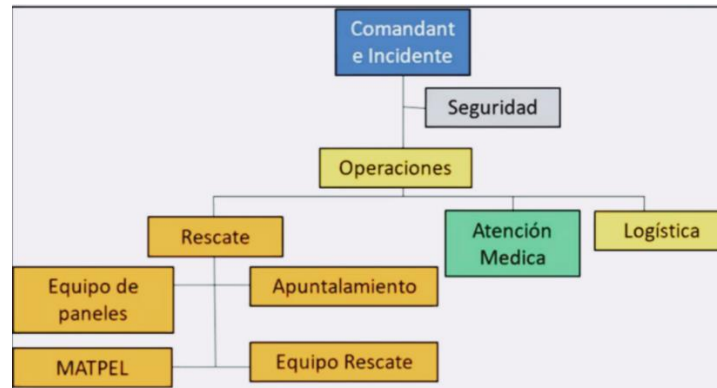 Comandant
e Incidente
Seguridad
Operaciones
Rescate
Atención
Medica
Logística
Equipo de
paneles
Apuntalamiento
MATPEL
Equipo Rescate